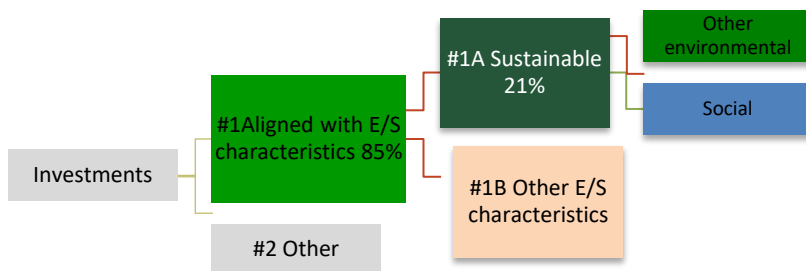 Investments
#1Aligned with E/S
characteristics 85%
#2 Other
#1A Sustainable
21%
#1B Other E/S
characteristics
Other
environmental
Social